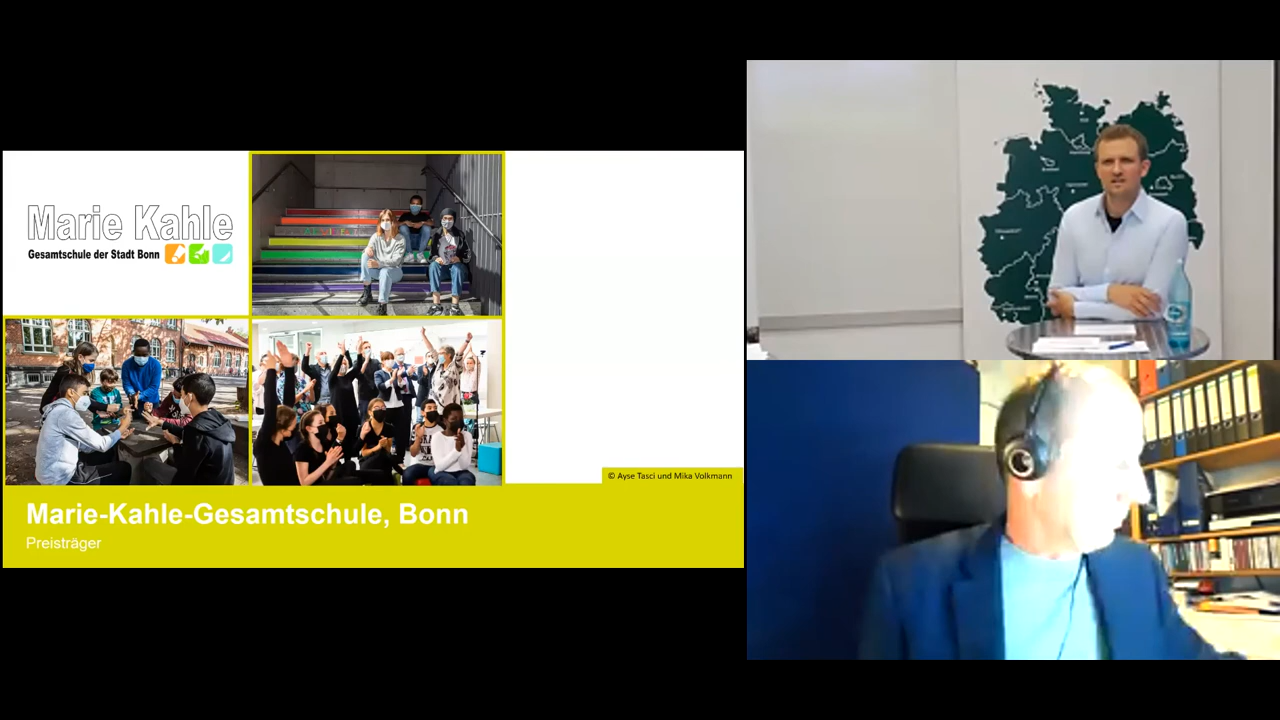 Marie Kahle
Gesamtschule der Stadt Bonn
© Ayse Tasci und Mika Volkmann
Marie-Kahle-Gesamtschule, Bonn
Preisträger